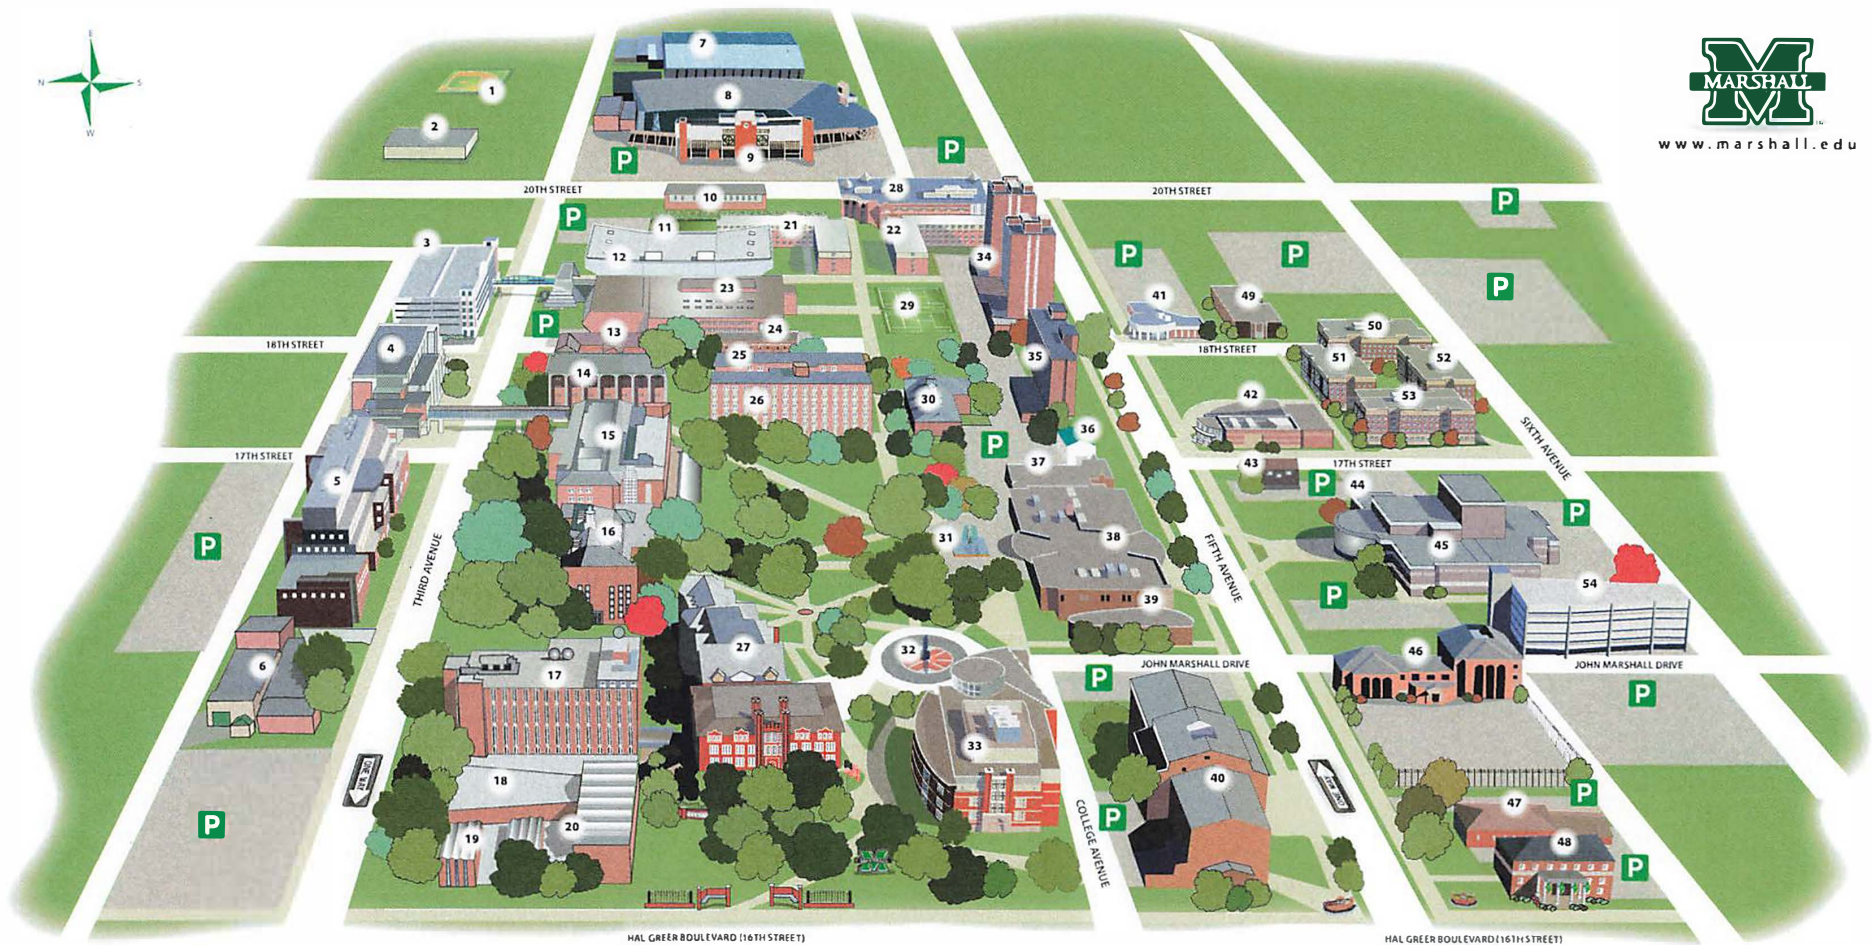 E
N
S
W
MARSHALL
www.marshall.edu
7
1
8
2
9
P
P
20TH STREET
28
20TH STREET
10
P
P
11
21
22
3
12
34
P
P
23
P
41
49
29
P
13
24
50
18TH STREET
4
25
35
18TH STREET
51
52
14
26
30
42
53
15
P
36
SIXTH AVENUE
17TH STREET
37
43
17TH STREET
5
P
44
P
16
P
31
38
45
THIRD AVENUE
FIFTH AVENUE
54
P
39
27
32
46
6
17
P
JOHN MARSHALL DRIVE
JOHN MARSHALL DRIVE
P
33
18
ONE WAY
40
ONE WAY
P
P
P
47
19
20
COLLEGE AVENUE
48
P
M
HAL GREER BOULEVARD (16TH STREET)
HAL GREER BOULEVARD (16TH STREET)